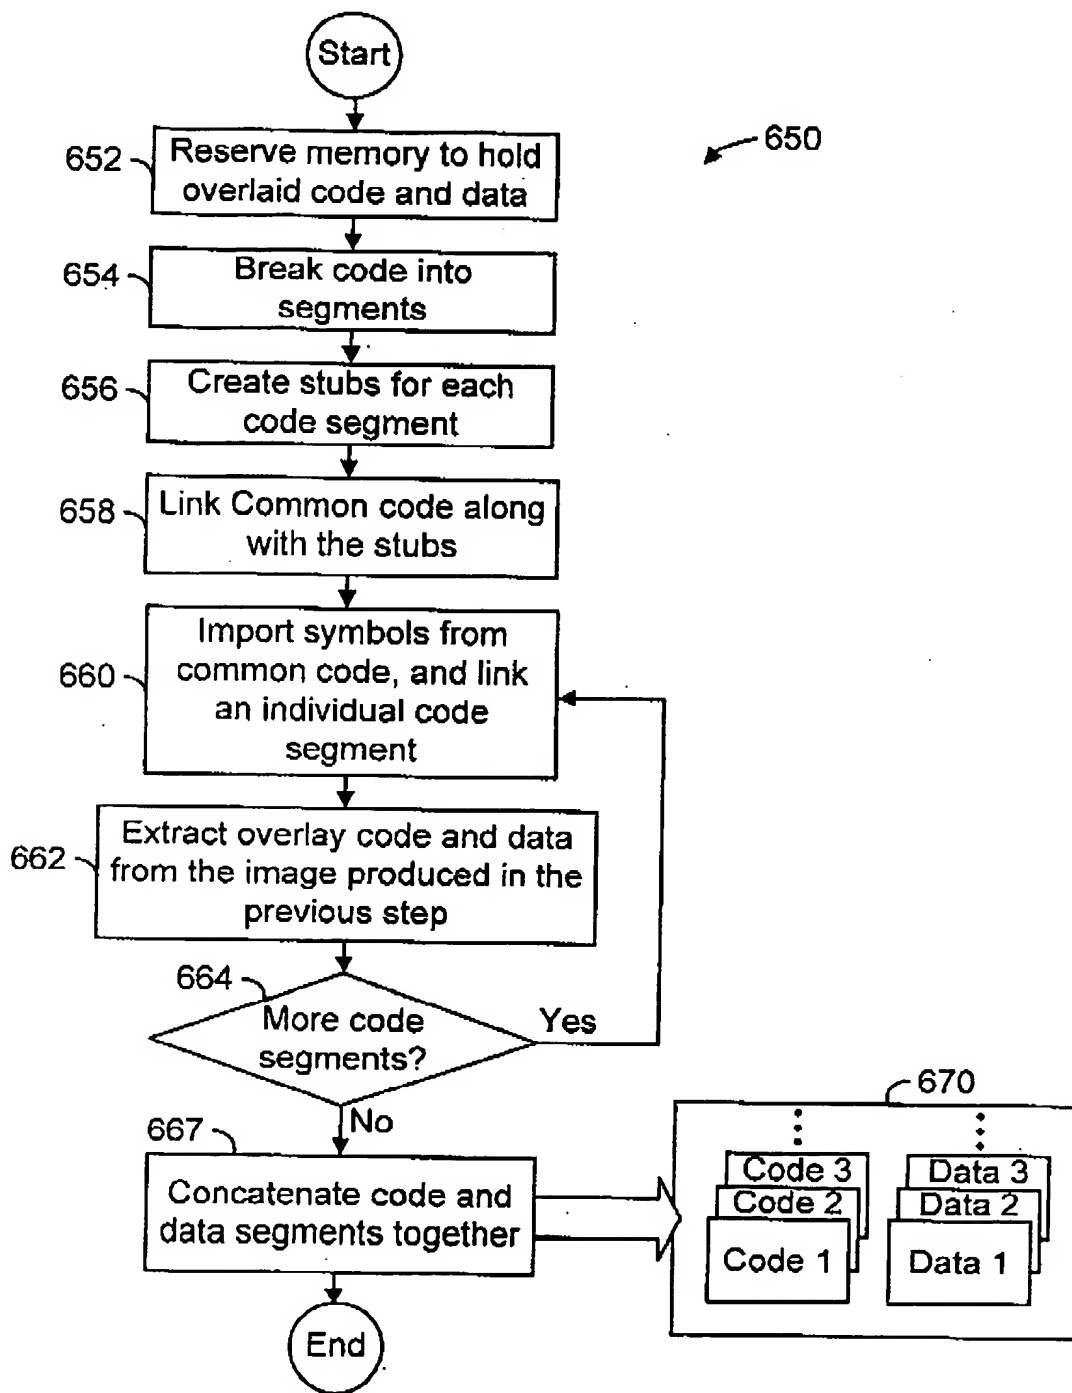 Start
650
652
Reserve memory to hold
overlaid code and data
654
Break code into
segments
656
Create stubs for each
code segment
658
Link Common code along
with the stubs
660
Import symbols from
common code, and link
an individual code
segment
662
Extract overlay code and data
from the image produced in the
previous step
664
More code
segments?
Yes
No
667
Concatenate code and
data segments together
670
Code 3
Code 2
Code 1
Data 3
Data 2
Data 1
End